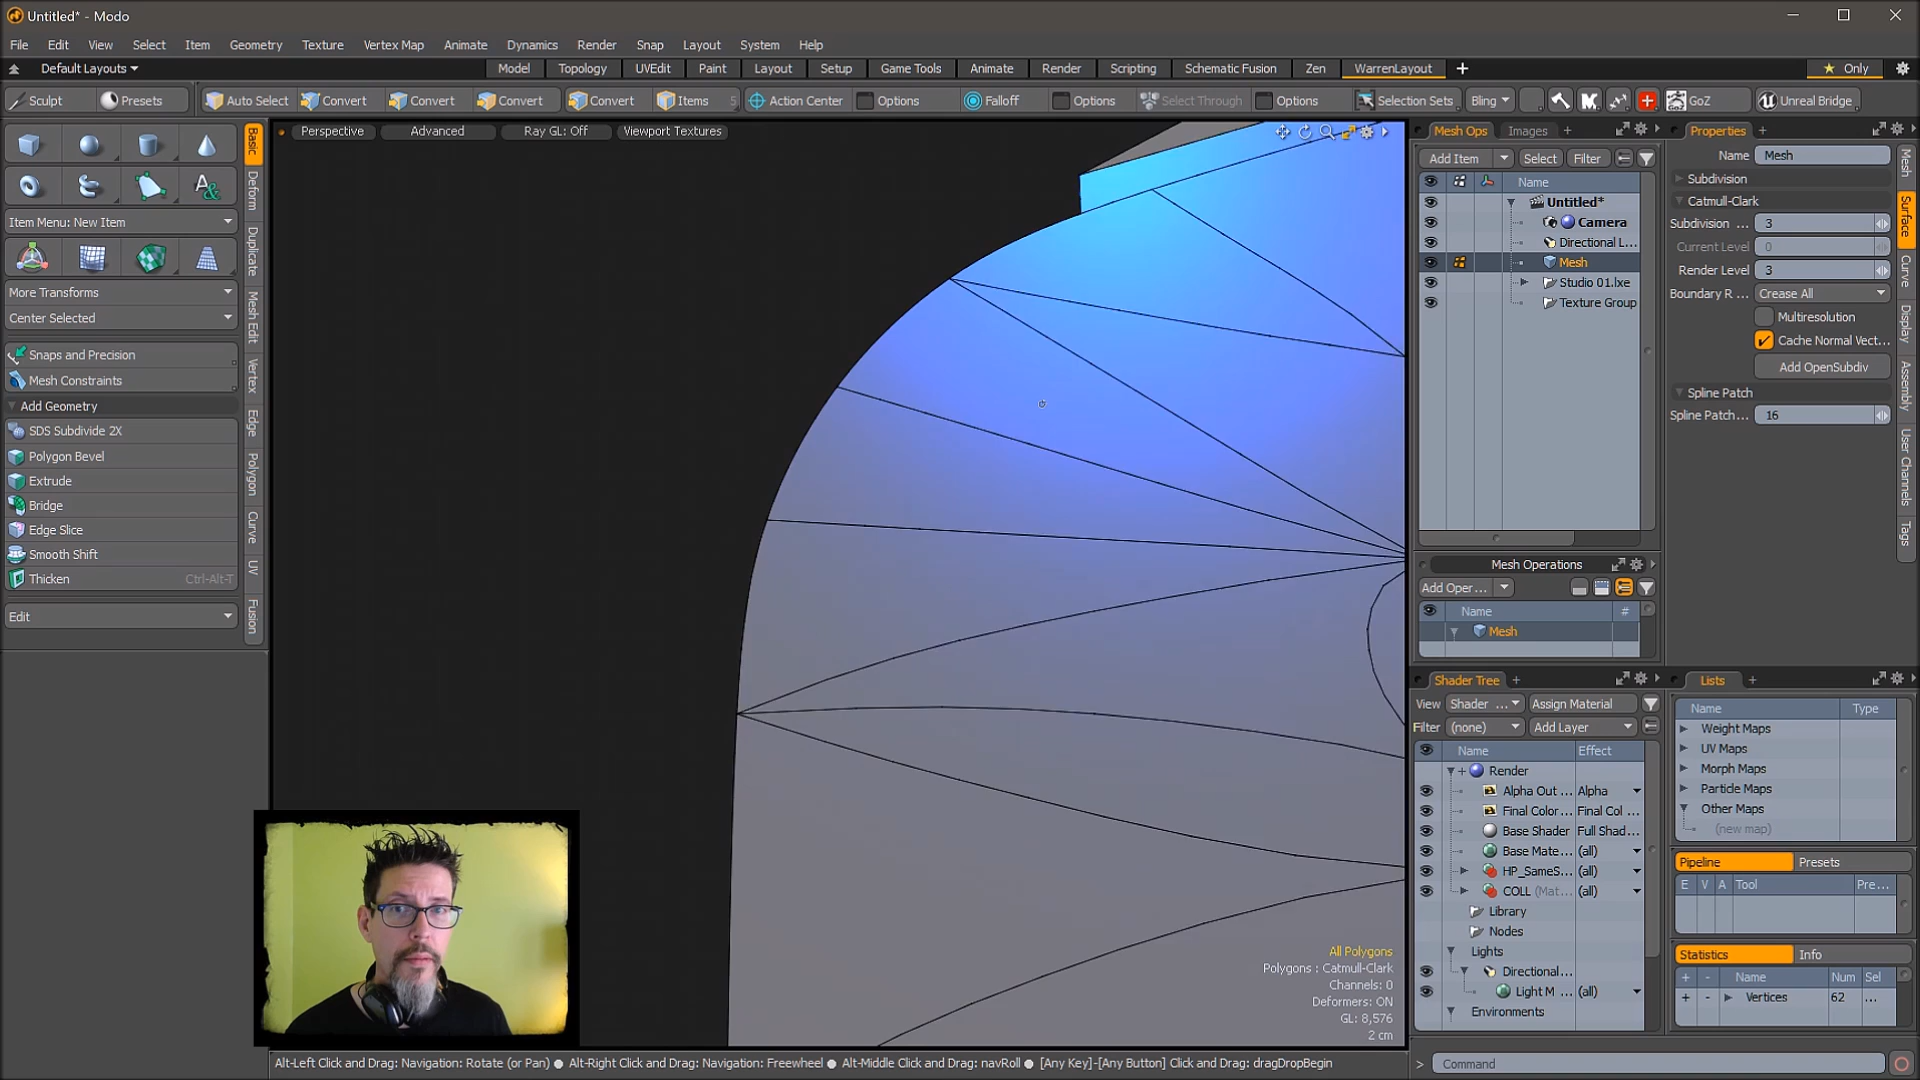 Untitled* - Modo
File Edit View Select Item Geometry Texture Vertex Map Animate Dynamics Render Snap Layout System Help
Default Layouts Model Topology UVEdit Paint Layout Setup Game Tools Animate Render Scripting Schematic Fusion Zen WarrenLayout + Only
Sculpt Presets Auto Select Convert Convert Convert Convert Items 5 Action Center Options Falloff Options Select Through Options Selection Sets Bling GoZ Unreal Bridge
Perspective Advanced Ray GL: Off Viewport Textures
Item Menu: New Item
More Transforms
Center Selected
Snaps and Precision
Mesh Constraints
Add Geometry
SDS Subdivide 2X
Polygon Bevel
Extrude
Bridge
Edge Slice
Smooth Shift
Thicken Ctrl-Alt-T
Edit
Basic
Deform
Duplicate
Mesh Edit
Vertex
Edge
Polygon
Curve
UV
Fusion
All Polygons
Polygons : Catmull-Clark
Channels: 0
Deformers: ON
GL: 8,576
2 cm
Mesh Ops Images +
Add Item Select Filter
Name
Untitled*
Camera
Directional L...
Mesh
Studio 01.lxe
Texture Group
Mesh Operations
Add Oper...
Name #
Mesh
Shader Tree +
View Shader ... Assign Material
Filter (none) Add Layer
Name Effect
Render
Alpha Out ... Alpha
Final Color ... Final Col ...
Base Shader Full Shad...
Base Mate... (all)
HP_SameS... (all)
COLL (Mat... (all)
Library
Nodes
Lights
Directional...
Light M ... (all)
Environments
Properties +
Name Mesh
Subdivision
Catmull-Clark
Subdivision ... 3
Current Level 0
Render Level 3
Boundary R ... Crease All
Multiresolution
Cache Normal Vect...
Add OpenSubdiv
Spline Patch
Spline Patch... 16
Mesh
Surface
Curve
Display
Assembly
User Channels
Tags
Lists +
Name Type
Weight Maps
UV Maps
Morph Maps
Particle Maps
Other Maps
(new map)
Pipeline Presets
E V A Tool Pre...
Statistics Info
+ - Name Num Sel
+ - Vertices 62 ...
Alt-Left Click and Drag: Navigation: Rotate (or Pan) ● Alt-Right Click and Drag: Navigation: Freewheel ● Alt-Middle Click and Drag: navRoll ● [Any Key]-[Any Button] Click and Drag: dragDropBegin
> Command